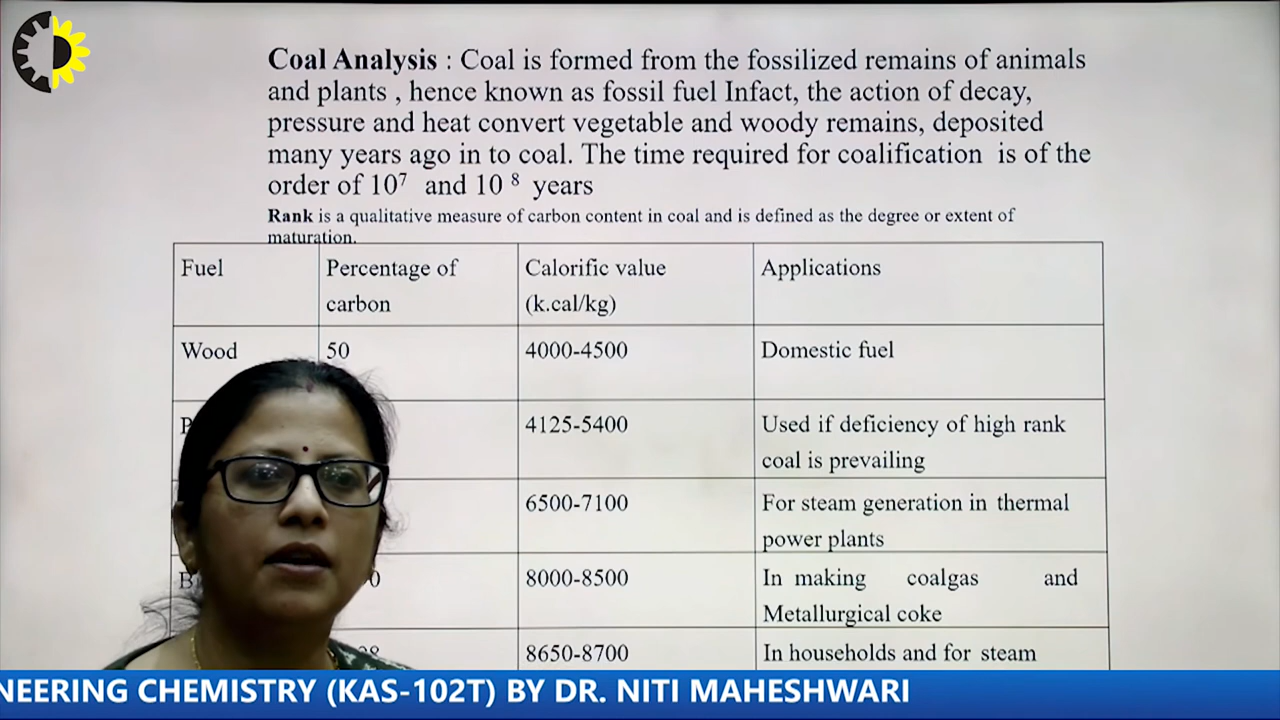 Coal Analysis : Coal is formed from the fossilized remains of animals
and plants , hence known as fossil fuel Infact, the action of decay,
pressure and heat convert vegetable and woody remains, deposited
many years ago in to coal. The time required for coalification is of the
order of 10⁷ and 10 ⁸ years
Rank is a qualitative measure of carbon content in coal and is defined as the degree or extent of
maturation.
Fuel Percentage of carbon Calorific value (k.cal/kg) Applications
Wood 50 4000-4500 Domestic fuel
4125-5400 Used if deficiency of high rank
coal is prevailing
6500-7100 For steam generation in thermal
power plants
8000-8500 In making coalgas and
Metallurgical coke
8650-8700 In households and for steam
NEERING CHEMISTRY (KAS-102T) BY DR. NITI MAHESHWARI